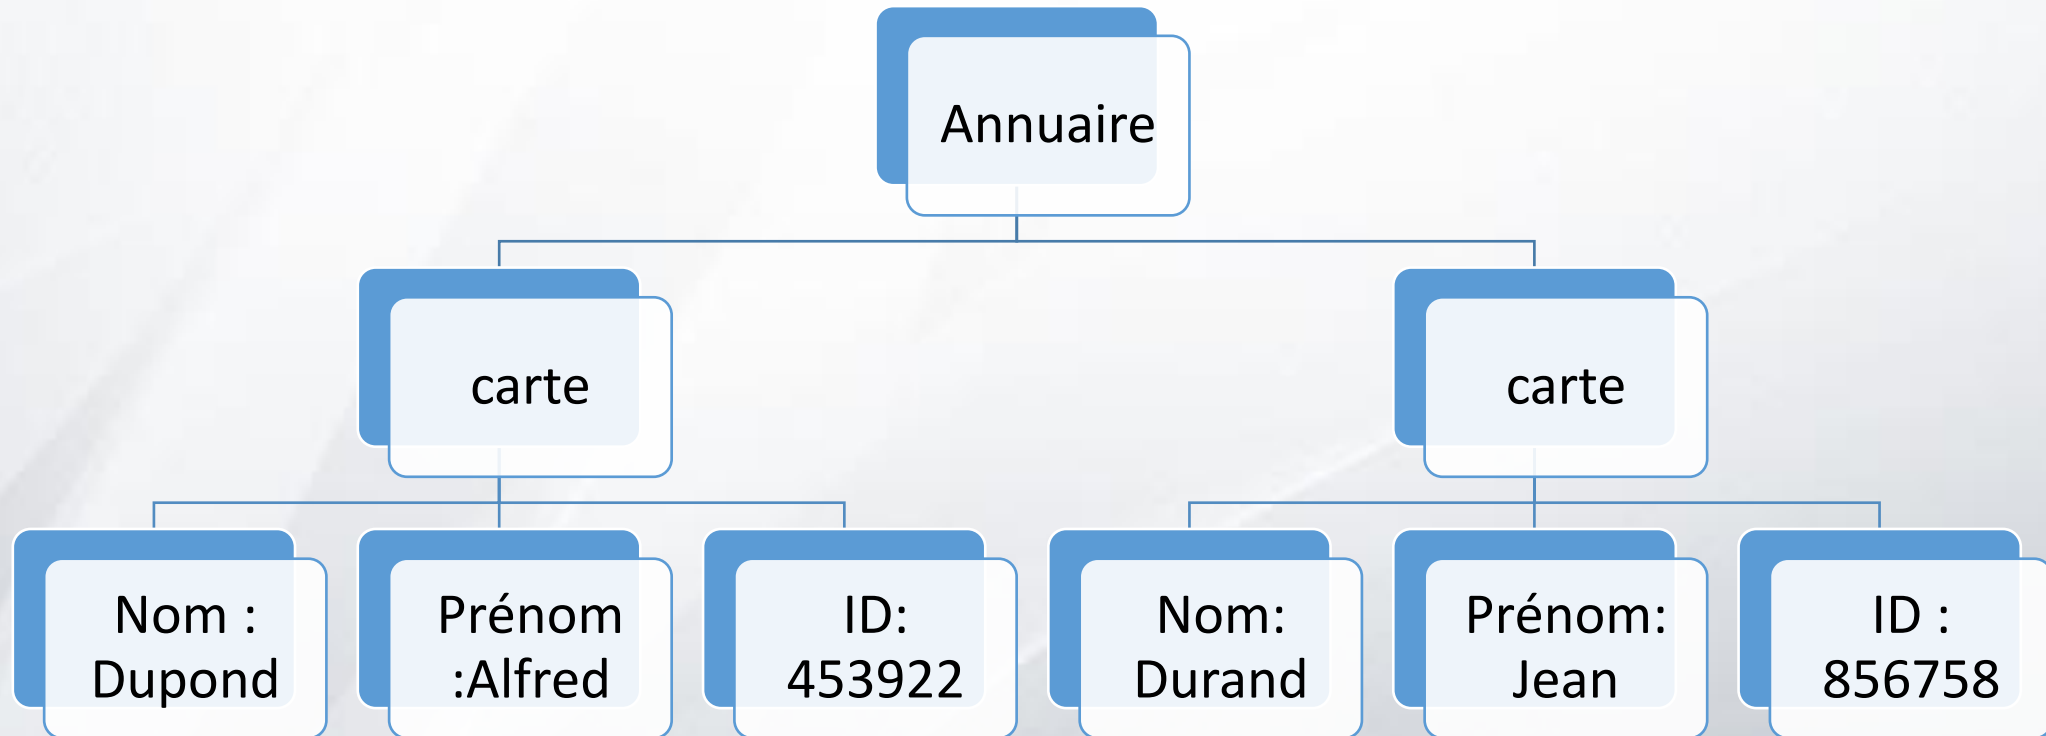 Annuaire
carte
carte
Nom :
Dupond
Prénom
:Alfred
ID:
453922
Nom:
Durand
Prénom:
Jean
ID :
856758